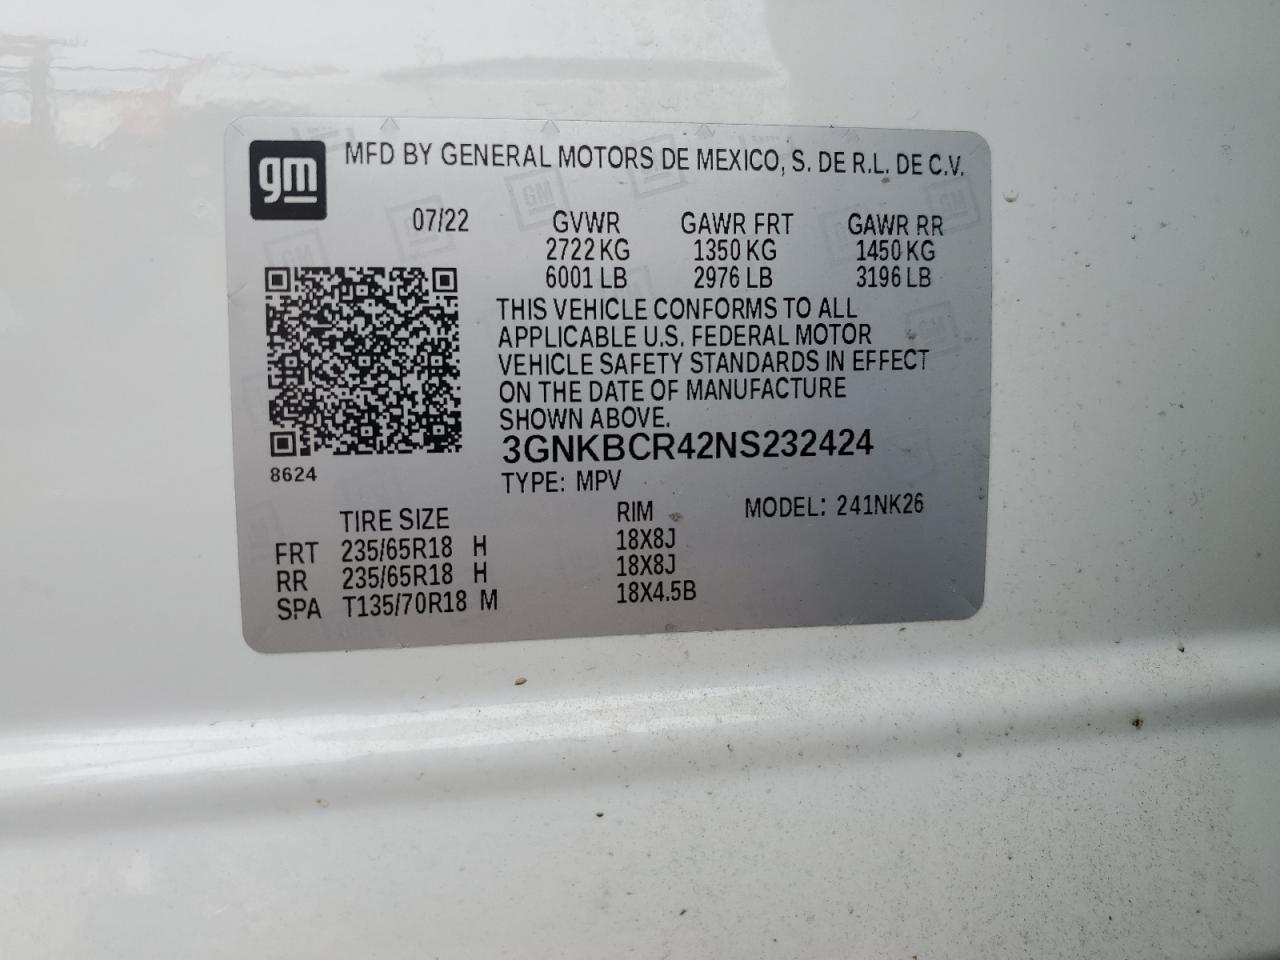 gm
MFD BY GENERAL MOTORS DE MEXICO, S. DE R.L. DE C.V.
07/22 GVWR GAWR FRT GAWR RR
2722 KG 1350 KG 1450 KG
6001 LB 2976 LB 3196 LB
THIS VEHICLE CONFORMS TO ALL
APPLICABLE U.S. FEDERAL MOTOR
VEHICLE SAFETY STANDARDS IN EFFECT
ON THE DATE OF MANUFACTURE
SHOWN ABOVE.
3GNKBCR42NS232424
8624
TYPE: MPV
TIRE SIZE RIM MODEL: 241NK26
FRT 235/65R18 H 18X8J
RR 235/65R18 H 18X8J
SPA T135/70R18 M 18X4.5B